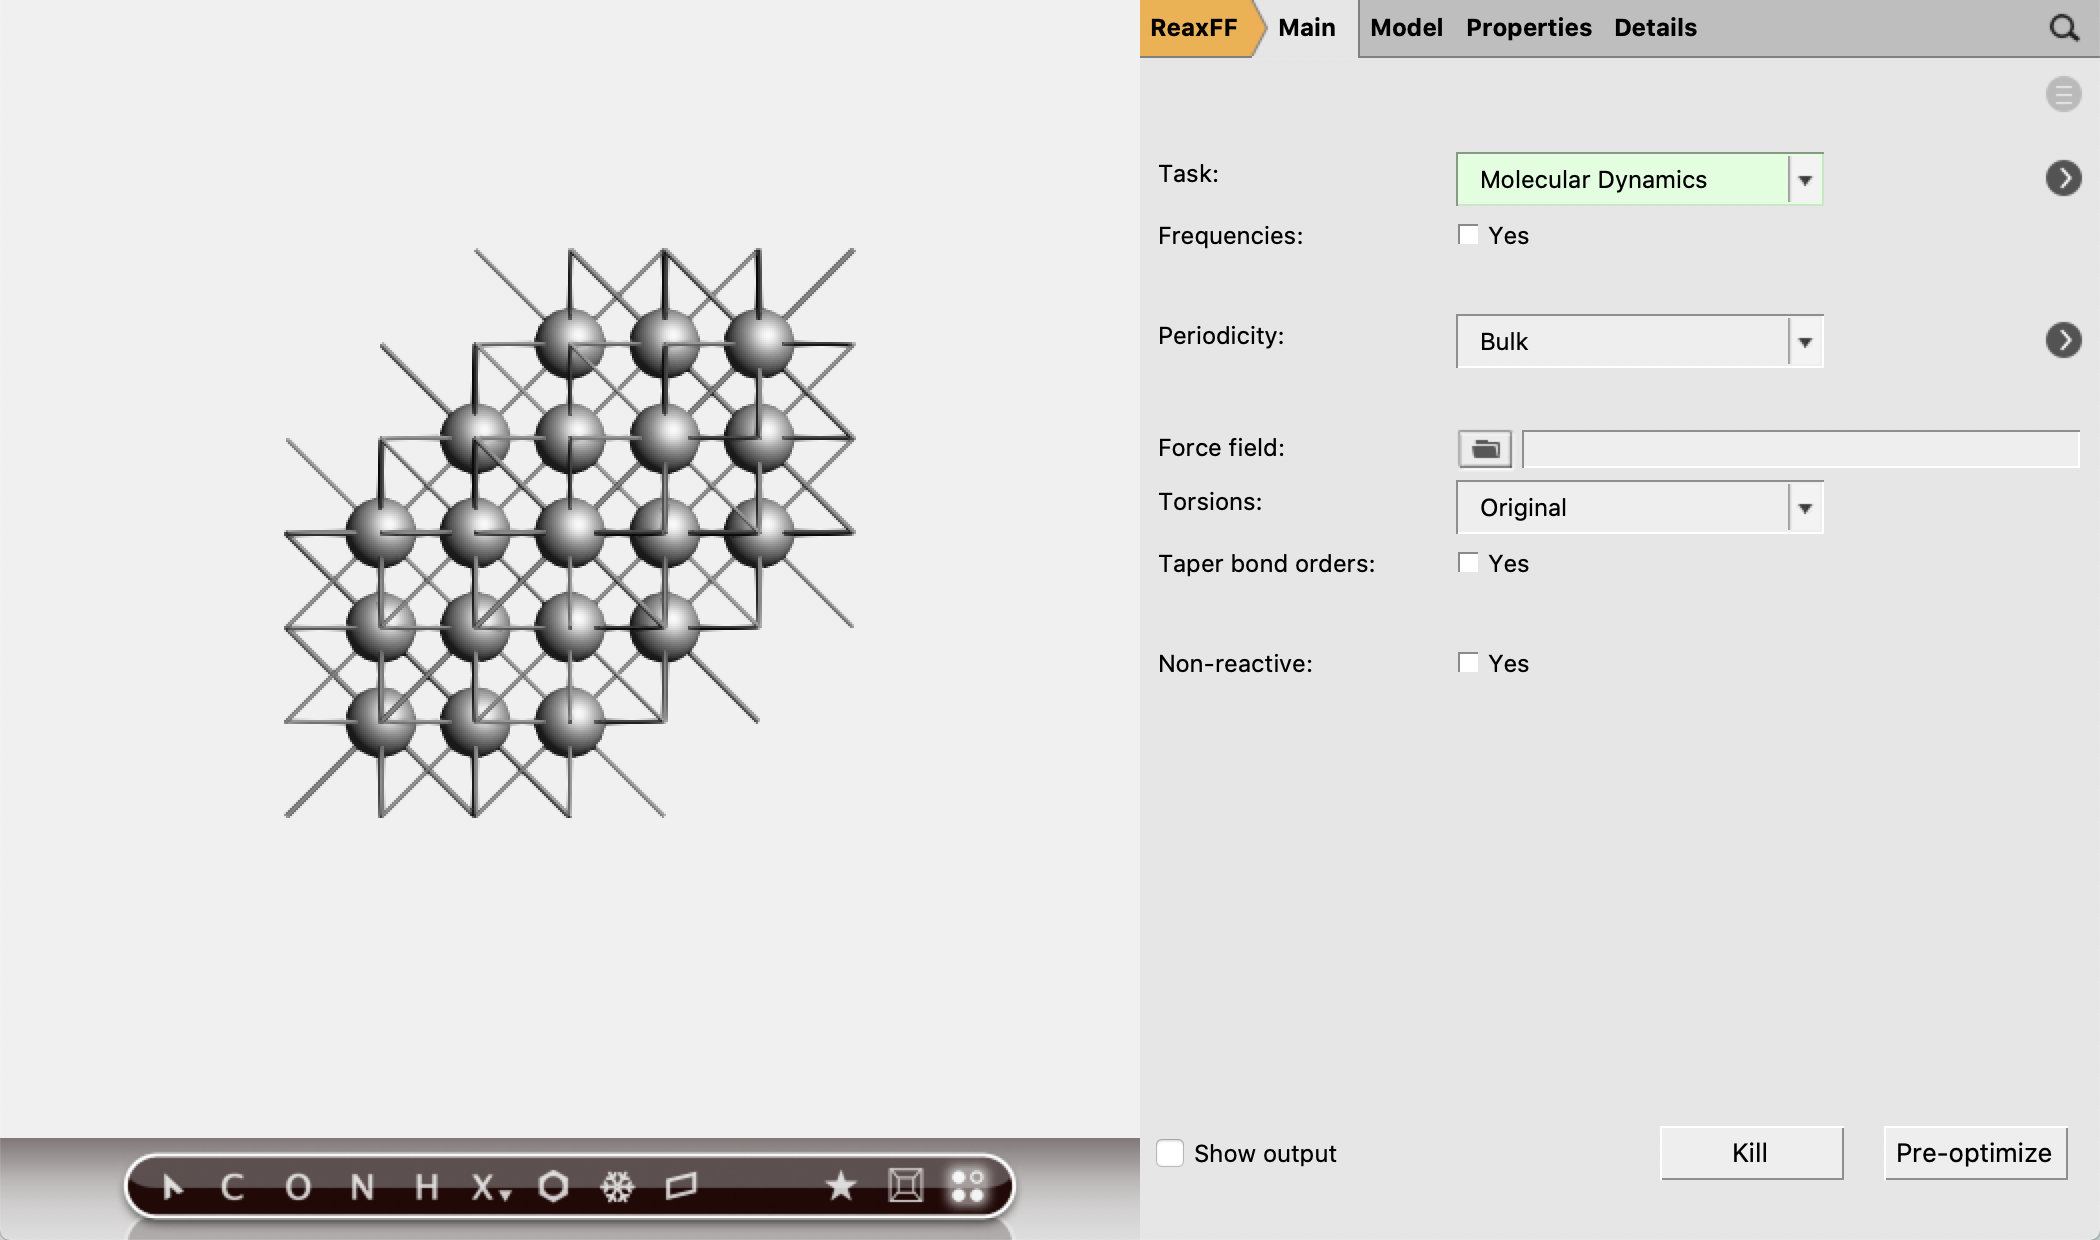 ReaxFF Main Model Properties Details
Task: Molecular Dynamics
Frequencies: Yes
Periodicity: Bulk
Force field:
Torsions: Original
Taper bond orders: Yes
Non-reactive: Yes
Show output Kill Pre-optimize
C O N H X